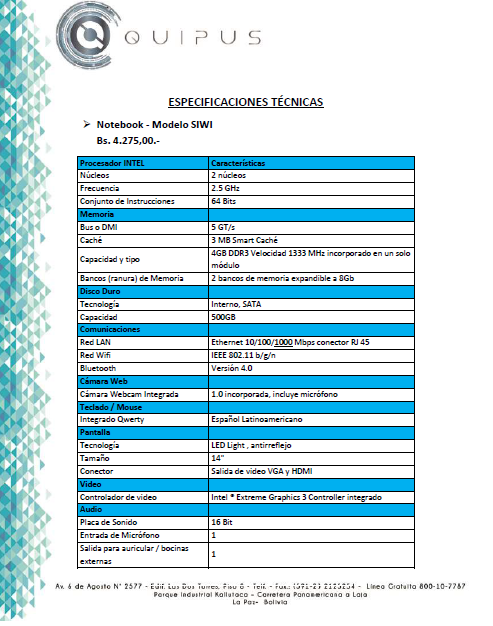 QUIPUS
ESPECIFICACIONES TÉCNICAS
➤ Notebook - Modelo SIWI
Bs. 4.275,00.-
Procesador INTEL Características
Núcleos 2 núcleos
Frecuencia 2.5 GHz
Conjunto de Instrucciones 64 Bits
Memoria
Bus o DMI 5 GT/s
Caché 3 MB Smart Caché
Capacidad y tipo 4GB DDR3 Velocidad 1333 MHz incorporado en un solo
módulo
Bancos (ranura) de Memoria 2 bancos de memoria expandible a 8Gb
Disco Duro
Tecnología Interno, SATA
Capacidad 500GB
Comunicaciones
Red LAN Ethernet 10/100/1000 Mbps conector RJ 45
Red Wifi IEEE 802.11 b/g/n
Bluetooth Versión 4.0
Cámara Web
Cámara Webcam Integrada 1.0 incorporada, incluye micrófono
Teclado / Mouse
Integrado Qwerty Español Latinoamericano
Pantalla
Tecnología LED Light , antirreflejo
Tamaño 14"
Conector Salida de video VGA y HDMI
Video
Controlador de video Intel ® Extreme Graphics 3 Controller integrado
Audio
Placa de Sonido 16 Bit
Entrada de Micrófono 1
Salida para auricular / bocinas
externas 1
Av. 6 de Agosto N° 2577 - Edif. Las Dos Torres, Piso 8 - Telf. - Fax.: - Línea Gratuita 800-10-7787
Parque Industrial Kallutaca - Carretera Panamericana a Laja
La Paz- Bolivia